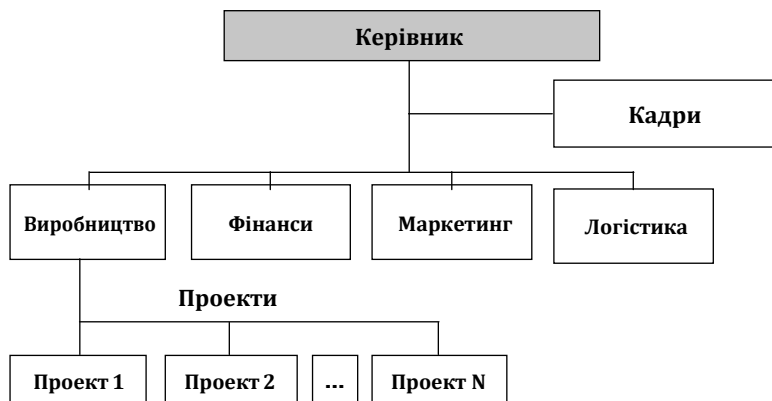 Керівник
Кадри
Виробництво
Фінанси
Маркетинг
Логістика
Проекти
Проект 1
Проект 2
...
Проект N